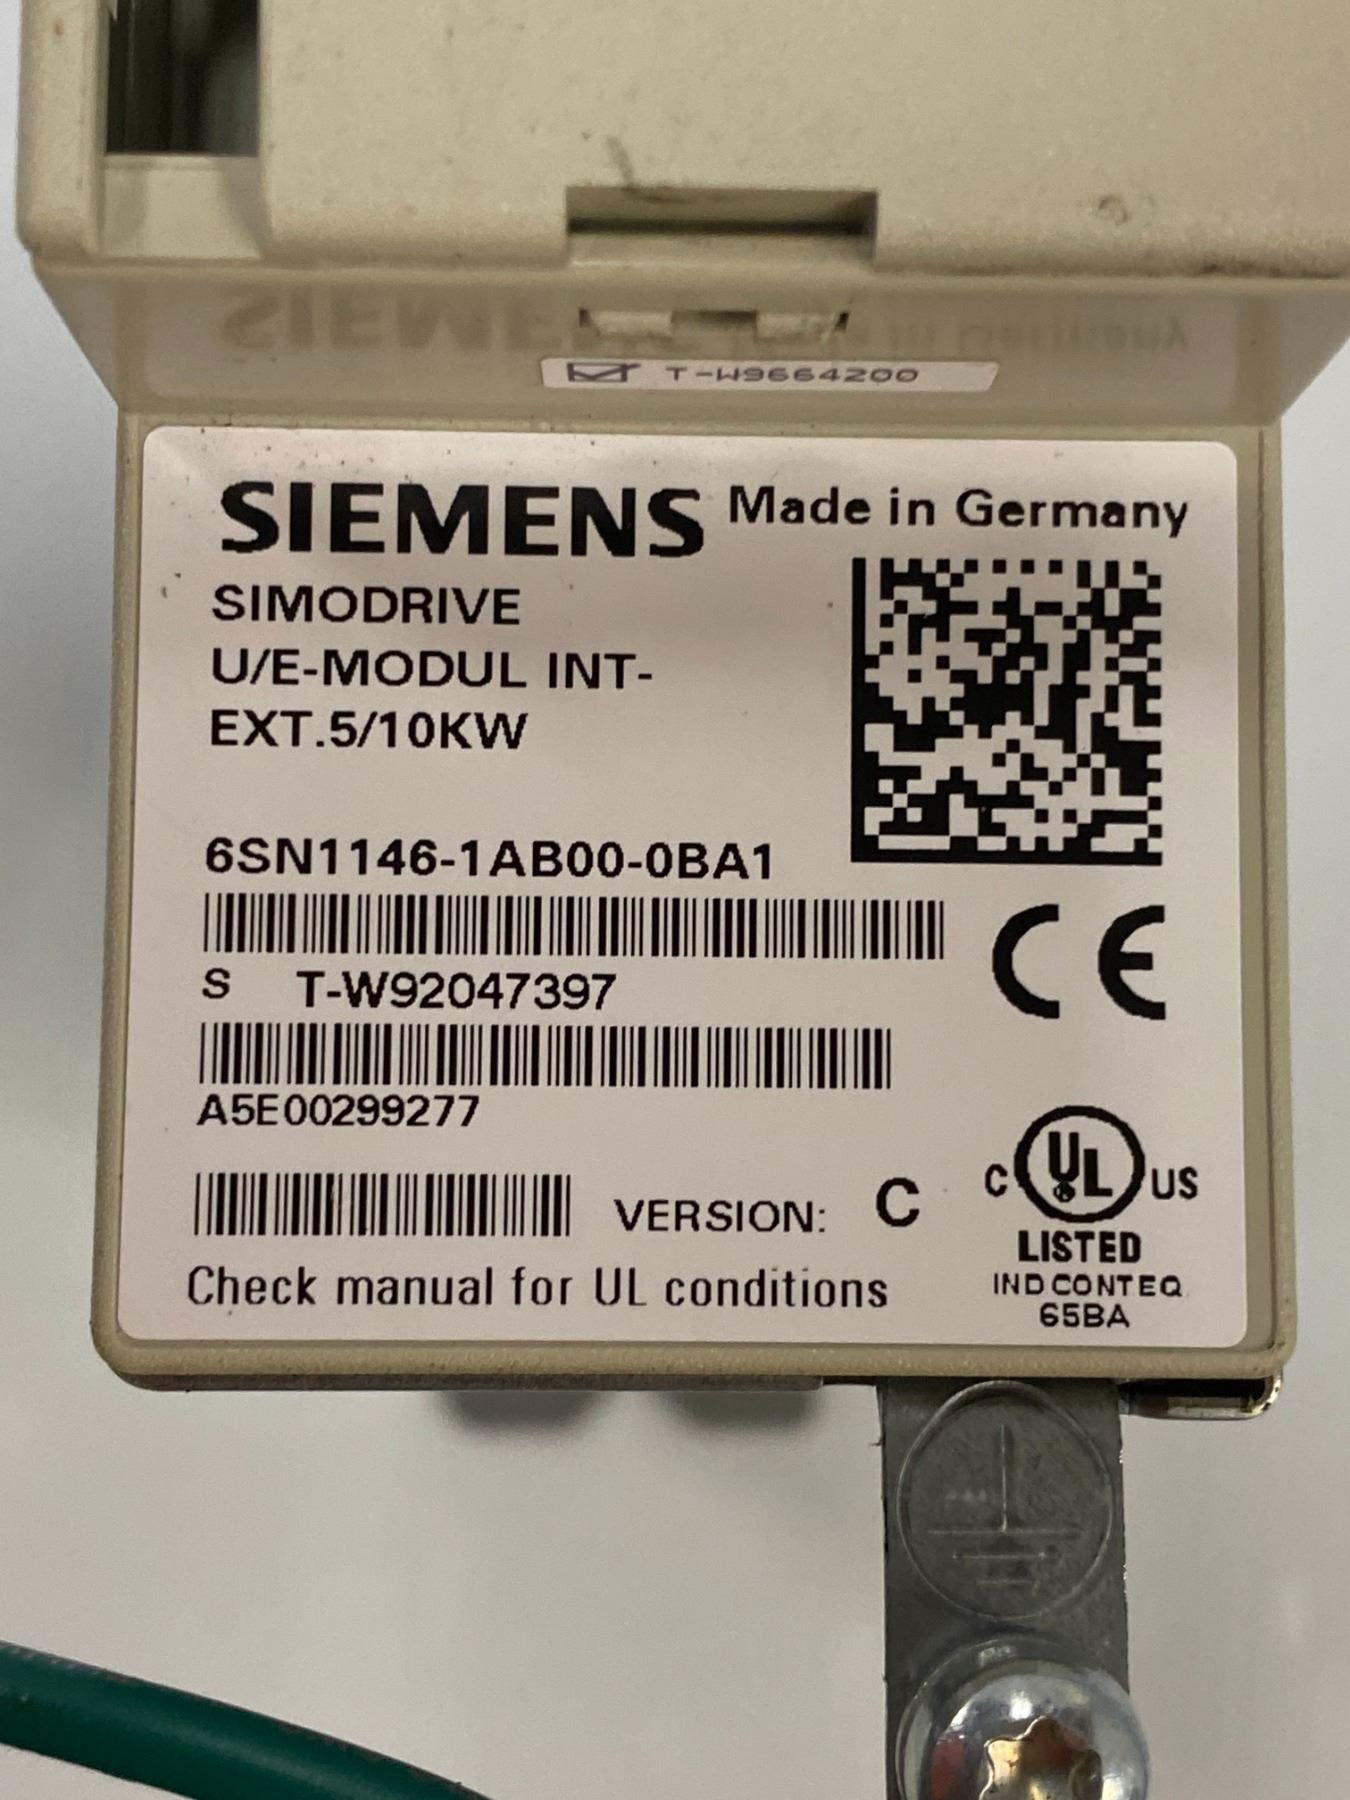 T-W9664200
SIEMENS Made in Germany
SIMODRIVE
U/E-MODUL INT-
EXT.5/10KW
6SN1146-1AB00-0BA1
S T-W92047397
A5E00299277
VERSION: C
C UL US
®
LISTED
IND CONT EQ
65BA
Check manual for UL conditions
CE